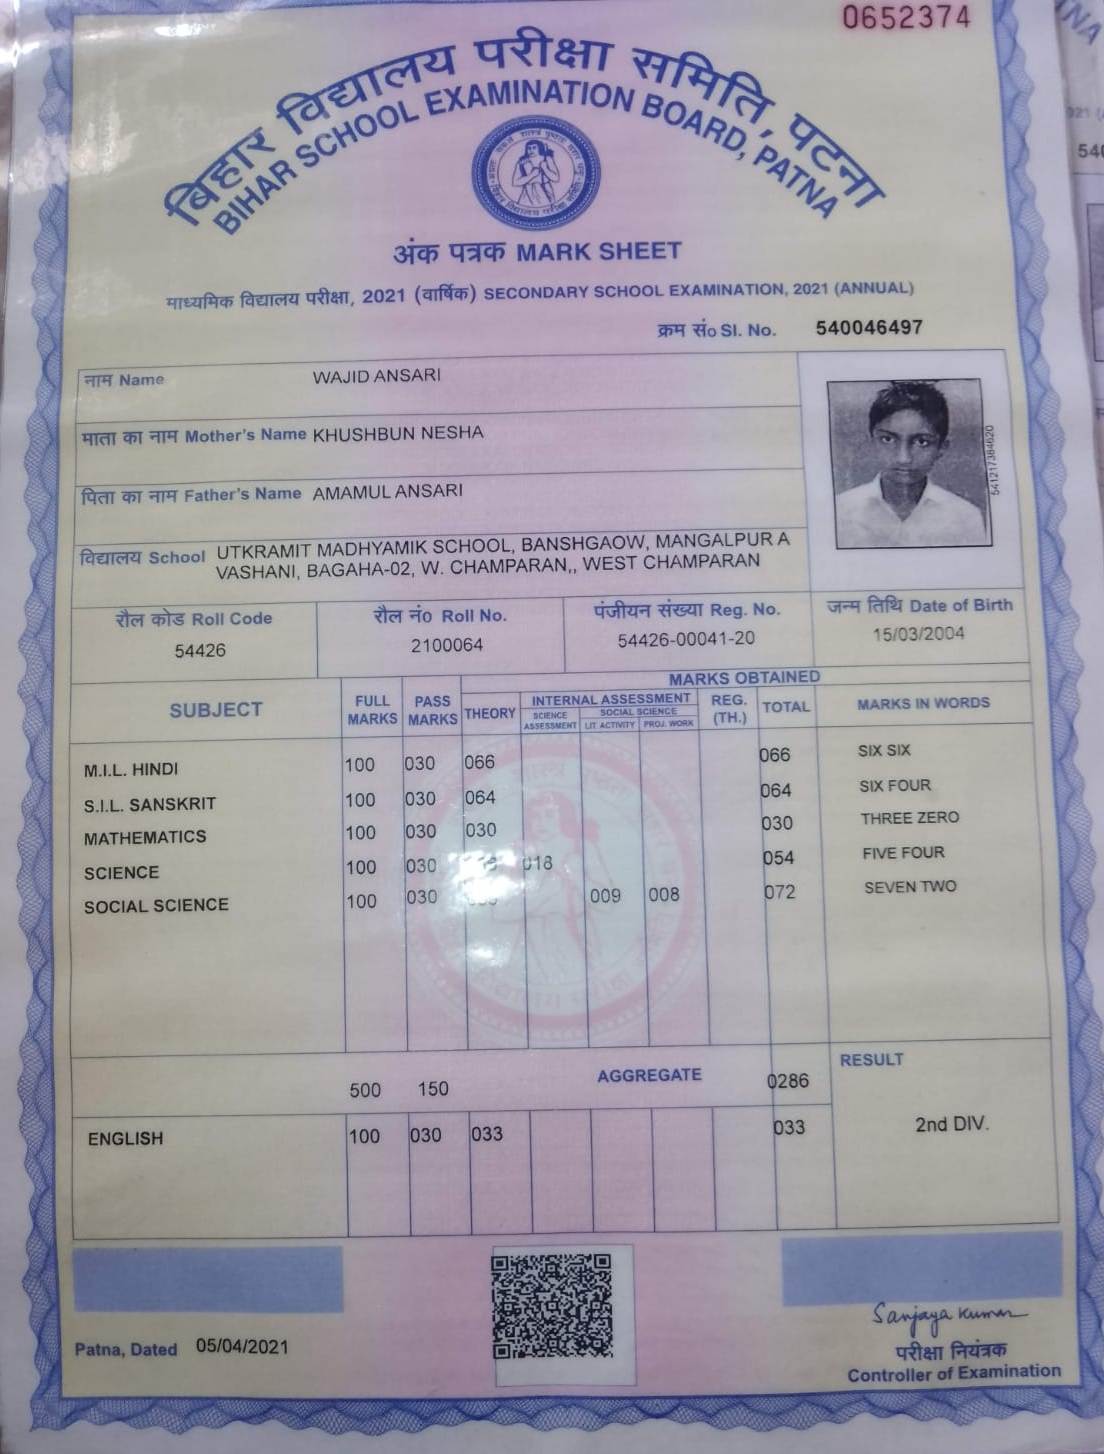 0652374
बिहार विद्यालय परीक्षा समिति, पटना
BIHAR SCHOOL EXAMINATION BOARD, PATNA
अंक पत्रक MARK SHEET
माध्यमिक विद्यालय परीक्षा, 2021 (वार्षिक) SECONDARY SCHOOL EXAMINATION, 2021 (ANNUAL)
क्रम सं० Sl. No. 540046497
नाम Name WAJID ANSARI
माता का नाम Mother's Name KHUSHBUN NESHA
पिता का नाम Father's Name AMAMUL ANSARI
541217384620
विद्यालय School UTKRAMIT MADHYAMIK SCHOOL, BANSHGAOW, MANGALPUR A
VASHANI, BAGAHA-02, W. CHAMPARAN,, WEST CHAMPARAN
रौल कोड Roll Code रौल नं० Roll No. पंजीयन संख्या Reg. No. जन्म तिथि Date of Birth
54426 2100064 54426-00041-20 15/03/2004
SUBJECT FULL MARKS PASS MARKS MARKS OBTAINED
THEORY INTERNAL ASSESSMENT REG. (TH.) TOTAL MARKS IN WORDS
SCIENCE ASSESSMENT SOCIAL SCIENCE
LIT ACTIVITY PROJ. WORK
M.I.L. HINDI 100 030 066 066 SIX SIX
S.I.L. SANSKRIT 100 030 064 064 SIX FOUR
MATHEMATICS 100 030 030 030 THREE ZERO
SCIENCE 100 030 018 054 FIVE FOUR
SOCIAL SCIENCE 100 030 009 008 072 SEVEN TWO
500 150 AGGREGATE 0286 RESULT
ENGLISH 100 030 033 033 2nd DIV.
Patna, Dated 05/04/2021
Sanjaya Kumar
परीक्षा नियंत्रक
Controller of Examination